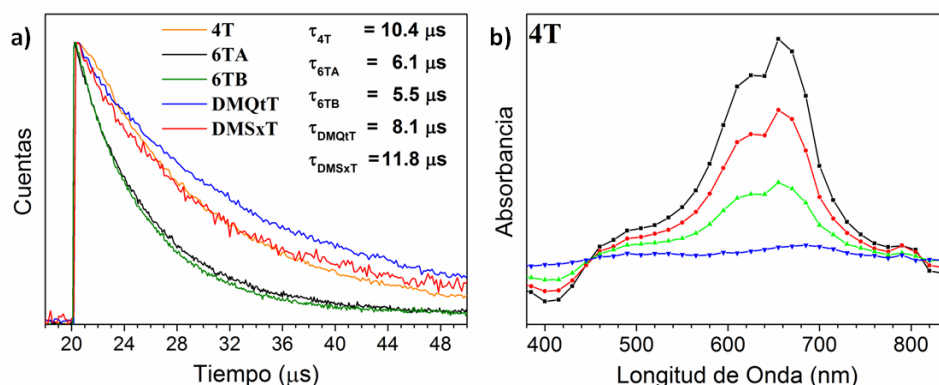 a)
4T
6TA
6TB
DMQtT
DMSxT
τ4T = 10.4 μs
τ6TA = 6.1 μs
τ6TB = 5.5 μs
τDMQtT = 8.1 μs
τDMSxT =11.8 μs
Cuentas
20 24 28 32 36 40 44 48
Tiempo (μs)
b)
4T
Absorbancia
400 500 600 700 800
Longitud de Onda (nm)